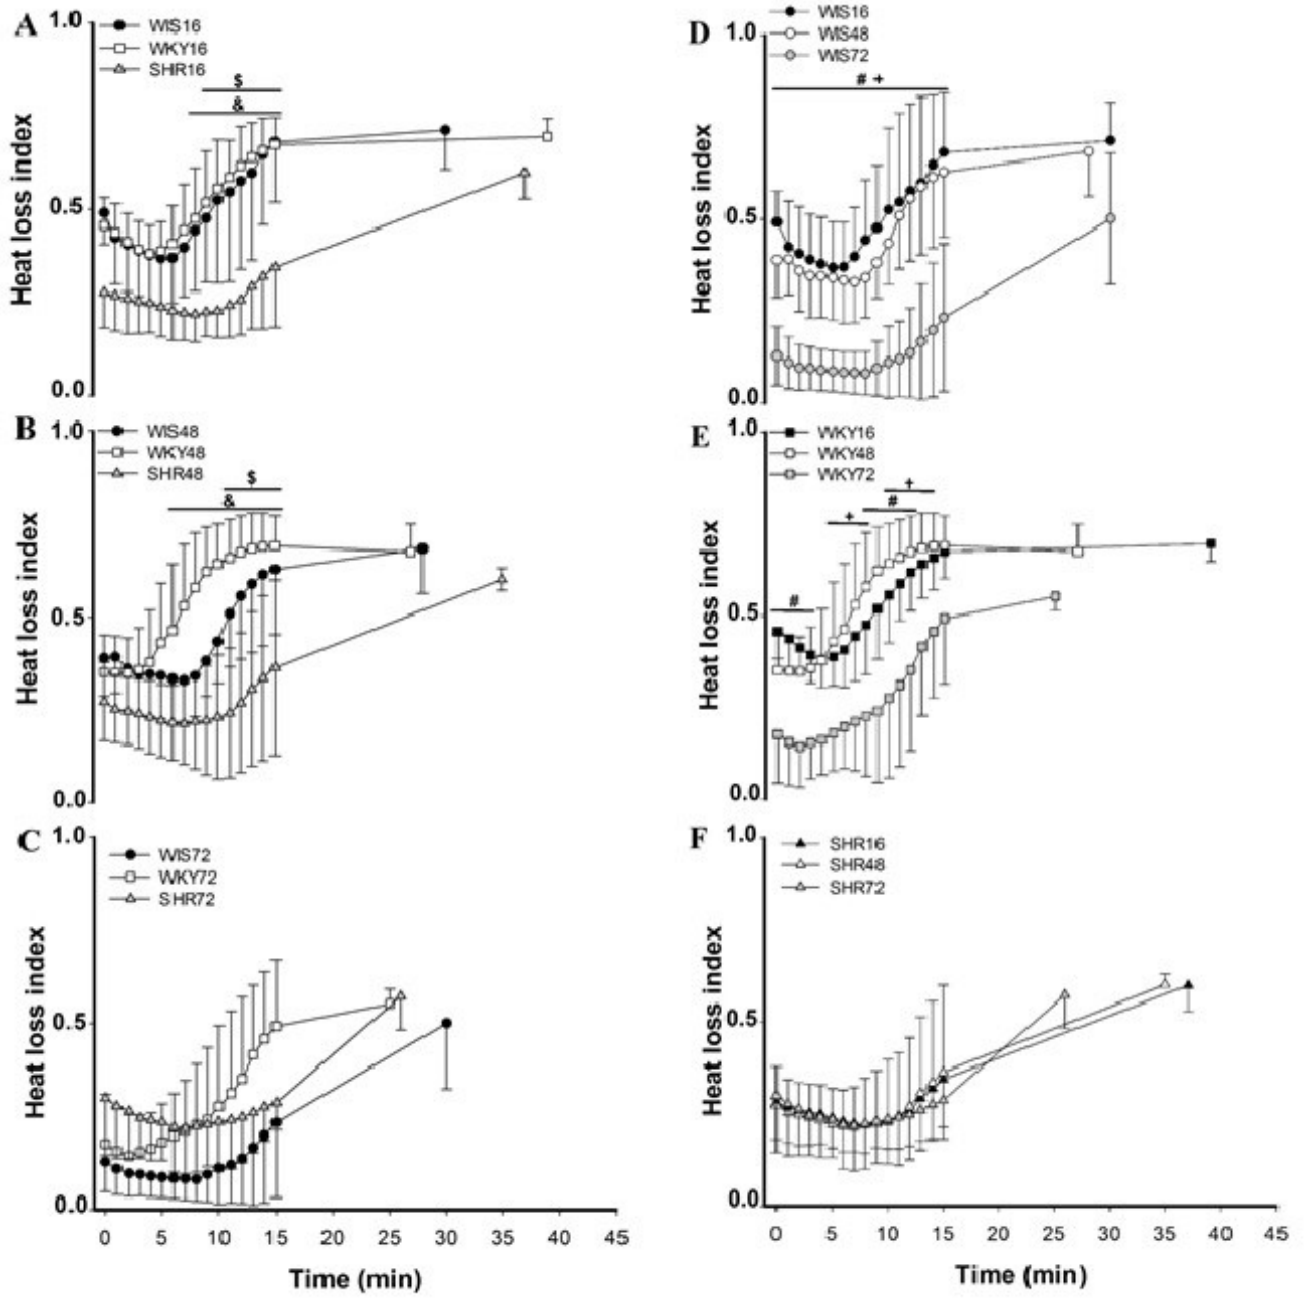 A
1.0
WIS16
WKY16
SHR16
$
&
0.5
0.0
Heat loss index
B
1.0
WIS48
WKY48
SHR48
$
&
0.5
0.0
Heat loss index
C
1.0
WIS72
WKY72
SHR72
0.5
0.0
Heat loss index
0 5 10 15 20 25 30 35 40 45
Time (min)
D
1.0
WIS16
WIS48
WIS72
# +
0.5
0.0
Heat loss index
E
1.0
WKY16
WKY48
WKY72
+
#
+
#
0.5
0.0
Heat loss index
F
1.0
SHR16
SHR48
SHR72
0.5
0.0
Heat loss index
0 5 10 15 20 25 30 35 40 45
Time (min)